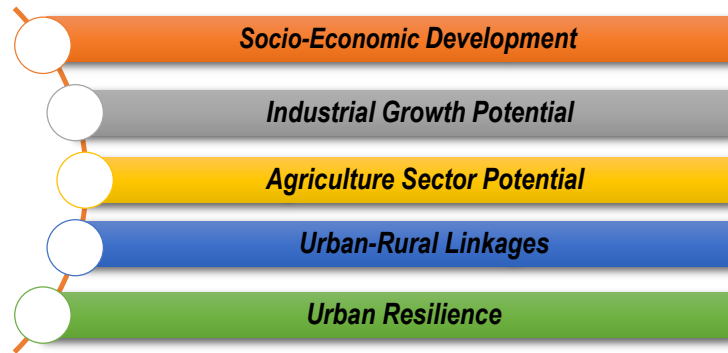 Socio-Economic Development
Industrial Growth Potential
Agriculture Sector Potential
Urban-Rural Linkages
Urban Resilience